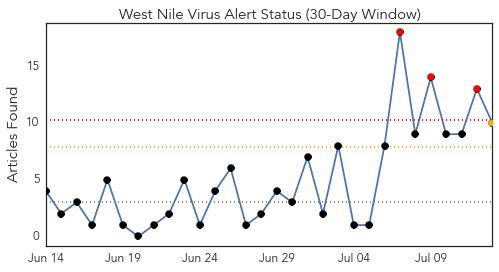 West Nile Virus Alert Status (30-Day Window)
Articles Found
15
10
5
0
Jun 14 Jun 19 Jun 24 Jun 29 Jul 04 Jul 09